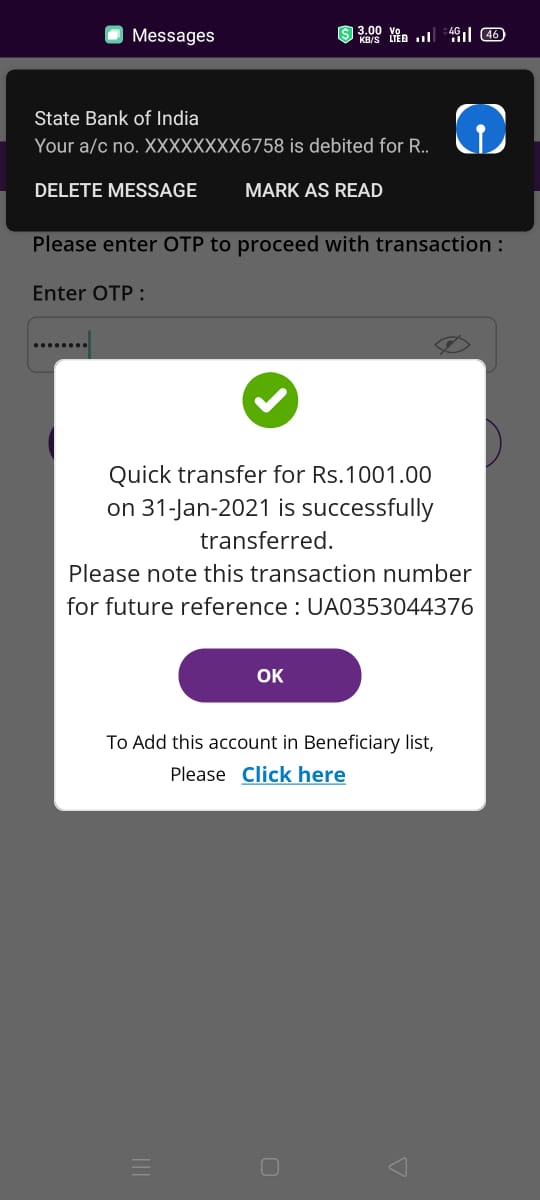 Messages
3.00 KB/S
46
State Bank of India
Your a/c no. XXXXXXXX6758 is debited for R..
DELETE MESSAGE MARK AS READ
Please enter OTP to proceed with transaction :
Enter OTP :
Quick transfer for Rs.1001.00
on 31-Jan-2021 is successfully
transferred.
Please note this transaction number
for future reference : UA0353044376
OK
To Add this account in Beneficiary list,
Please Click here